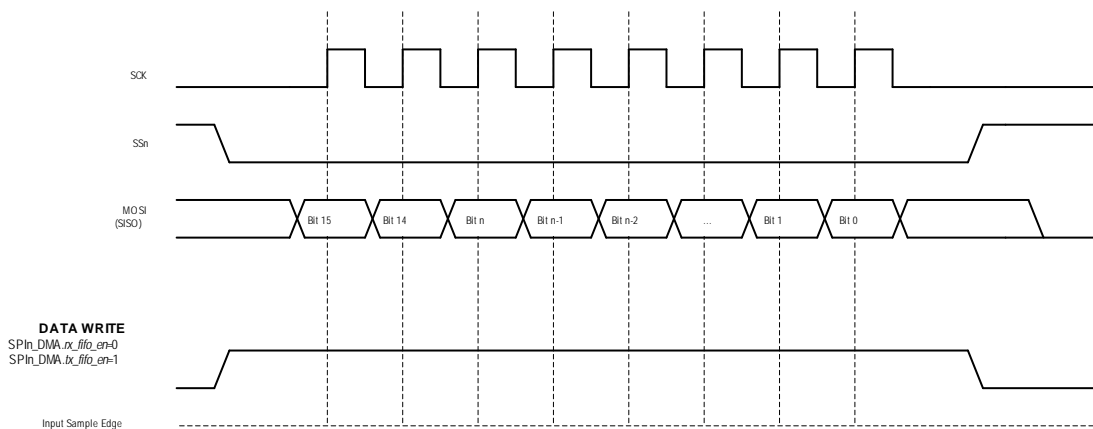 SCK
SSn
MOSI
(SISO)
Bit 15 Bit 14 Bit n Bit n-1 Bit n-2 ... Bit 1 Bit 0
DATA WRITE
SPIn_DMA.rx_fifo_en=0
SPIn_DMA.tx_fifo_en=1
Input Sample Edge